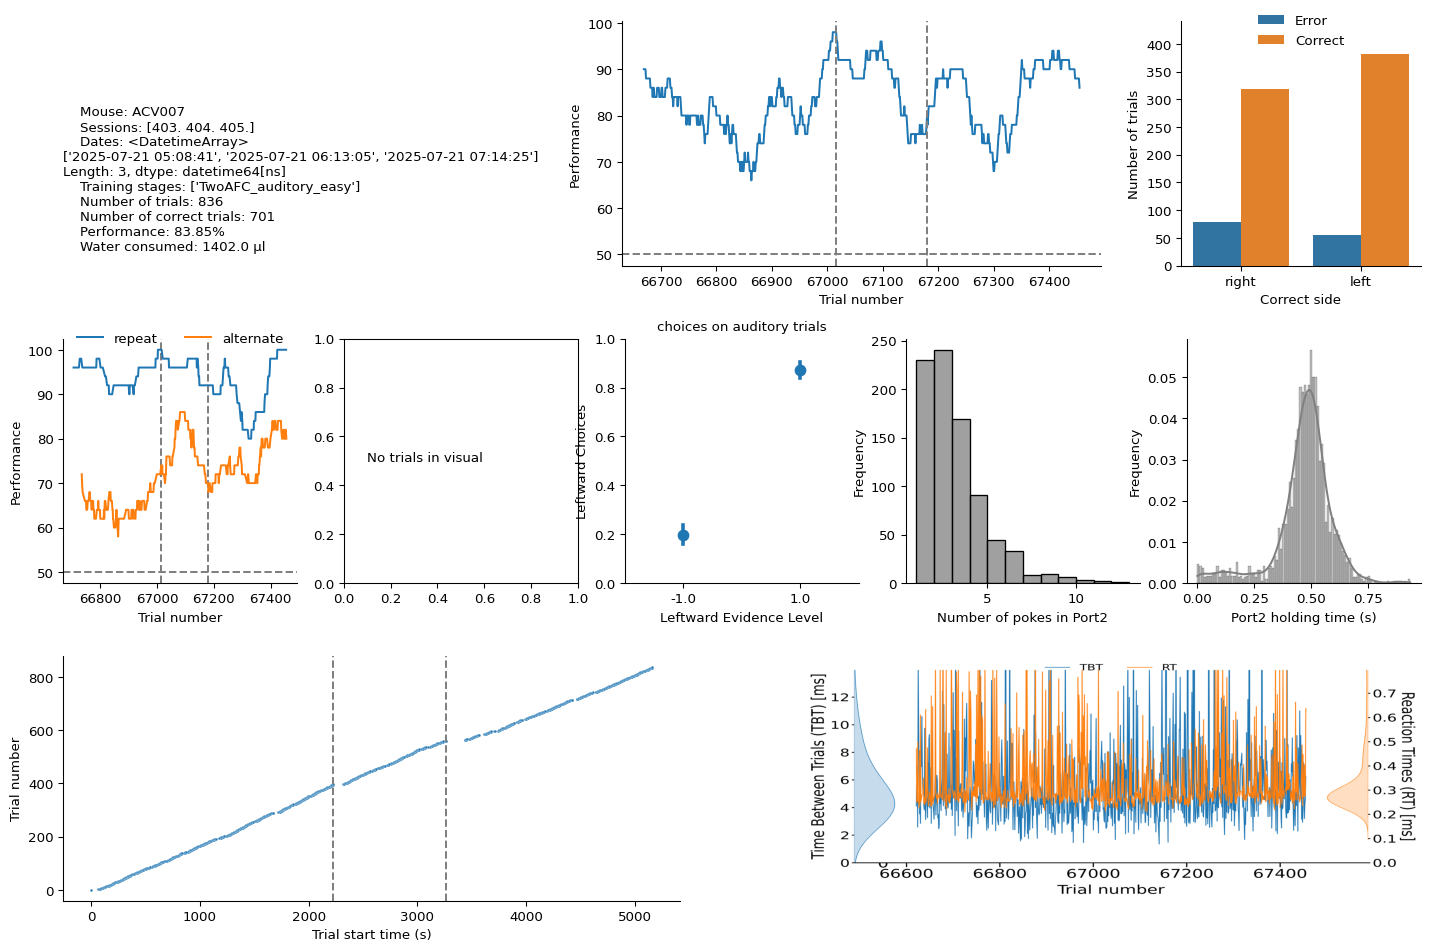 Mouse: ACV007
Sessions: [403. 404. 405.]
Dates: <DatetimeArray>
['2025-07-21 05:08:41', '2025-07-21 06:13:05', '2025-07-21 07:14:25']
Length: 3, dtype: datetime64[ns]
Training stages: ['TwoAFC_auditory_easy']
Number of trials: 836
Number of correct trials: 701
Performance: 83.85%
Water consumed: 1402.0 µl
Performance
100
90
80
70
60
50
66700 66800 66900 67000 67100 67200 67300 67400
Trial number
Error
Correct
Number of trials
400
350
300
250
200
150
100
50
0
right left
Correct side
repeat alternate
Performance
100
90
80
70
60
50
66800 67000 67200 67400
Trial number
1.0
0.8
0.6
0.4
0.2
0.0
No trials in visual
0.0 0.2 0.4 0.6 0.8 1.0
choices on auditory trials
Leftward Choices
1.0
0.8
0.6
0.4
0.2
0.0
-1.0 1.0
Leftward Evidence Level
Frequency
250
200
150
100
50
0
5 10
Number of pokes in Port2
Frequency
0.05
0.04
0.03
0.02
0.01
0.00
0.00 0.25 0.50 0.75
Port2 holding time (s)
Trial number
800
600
400
200
0
0 1000 2000 3000 4000 5000
Trial start time (s)
TBT RT
Time Between Trials (TBT) [ms]
12
10
8
6
4
2
0
0
66600 66800 67000 67200 67400
Trial number
0.7
0.6
0.5
0.4
0.3
0.2
0.1
0.0
Reaction Times (RT) [ms]